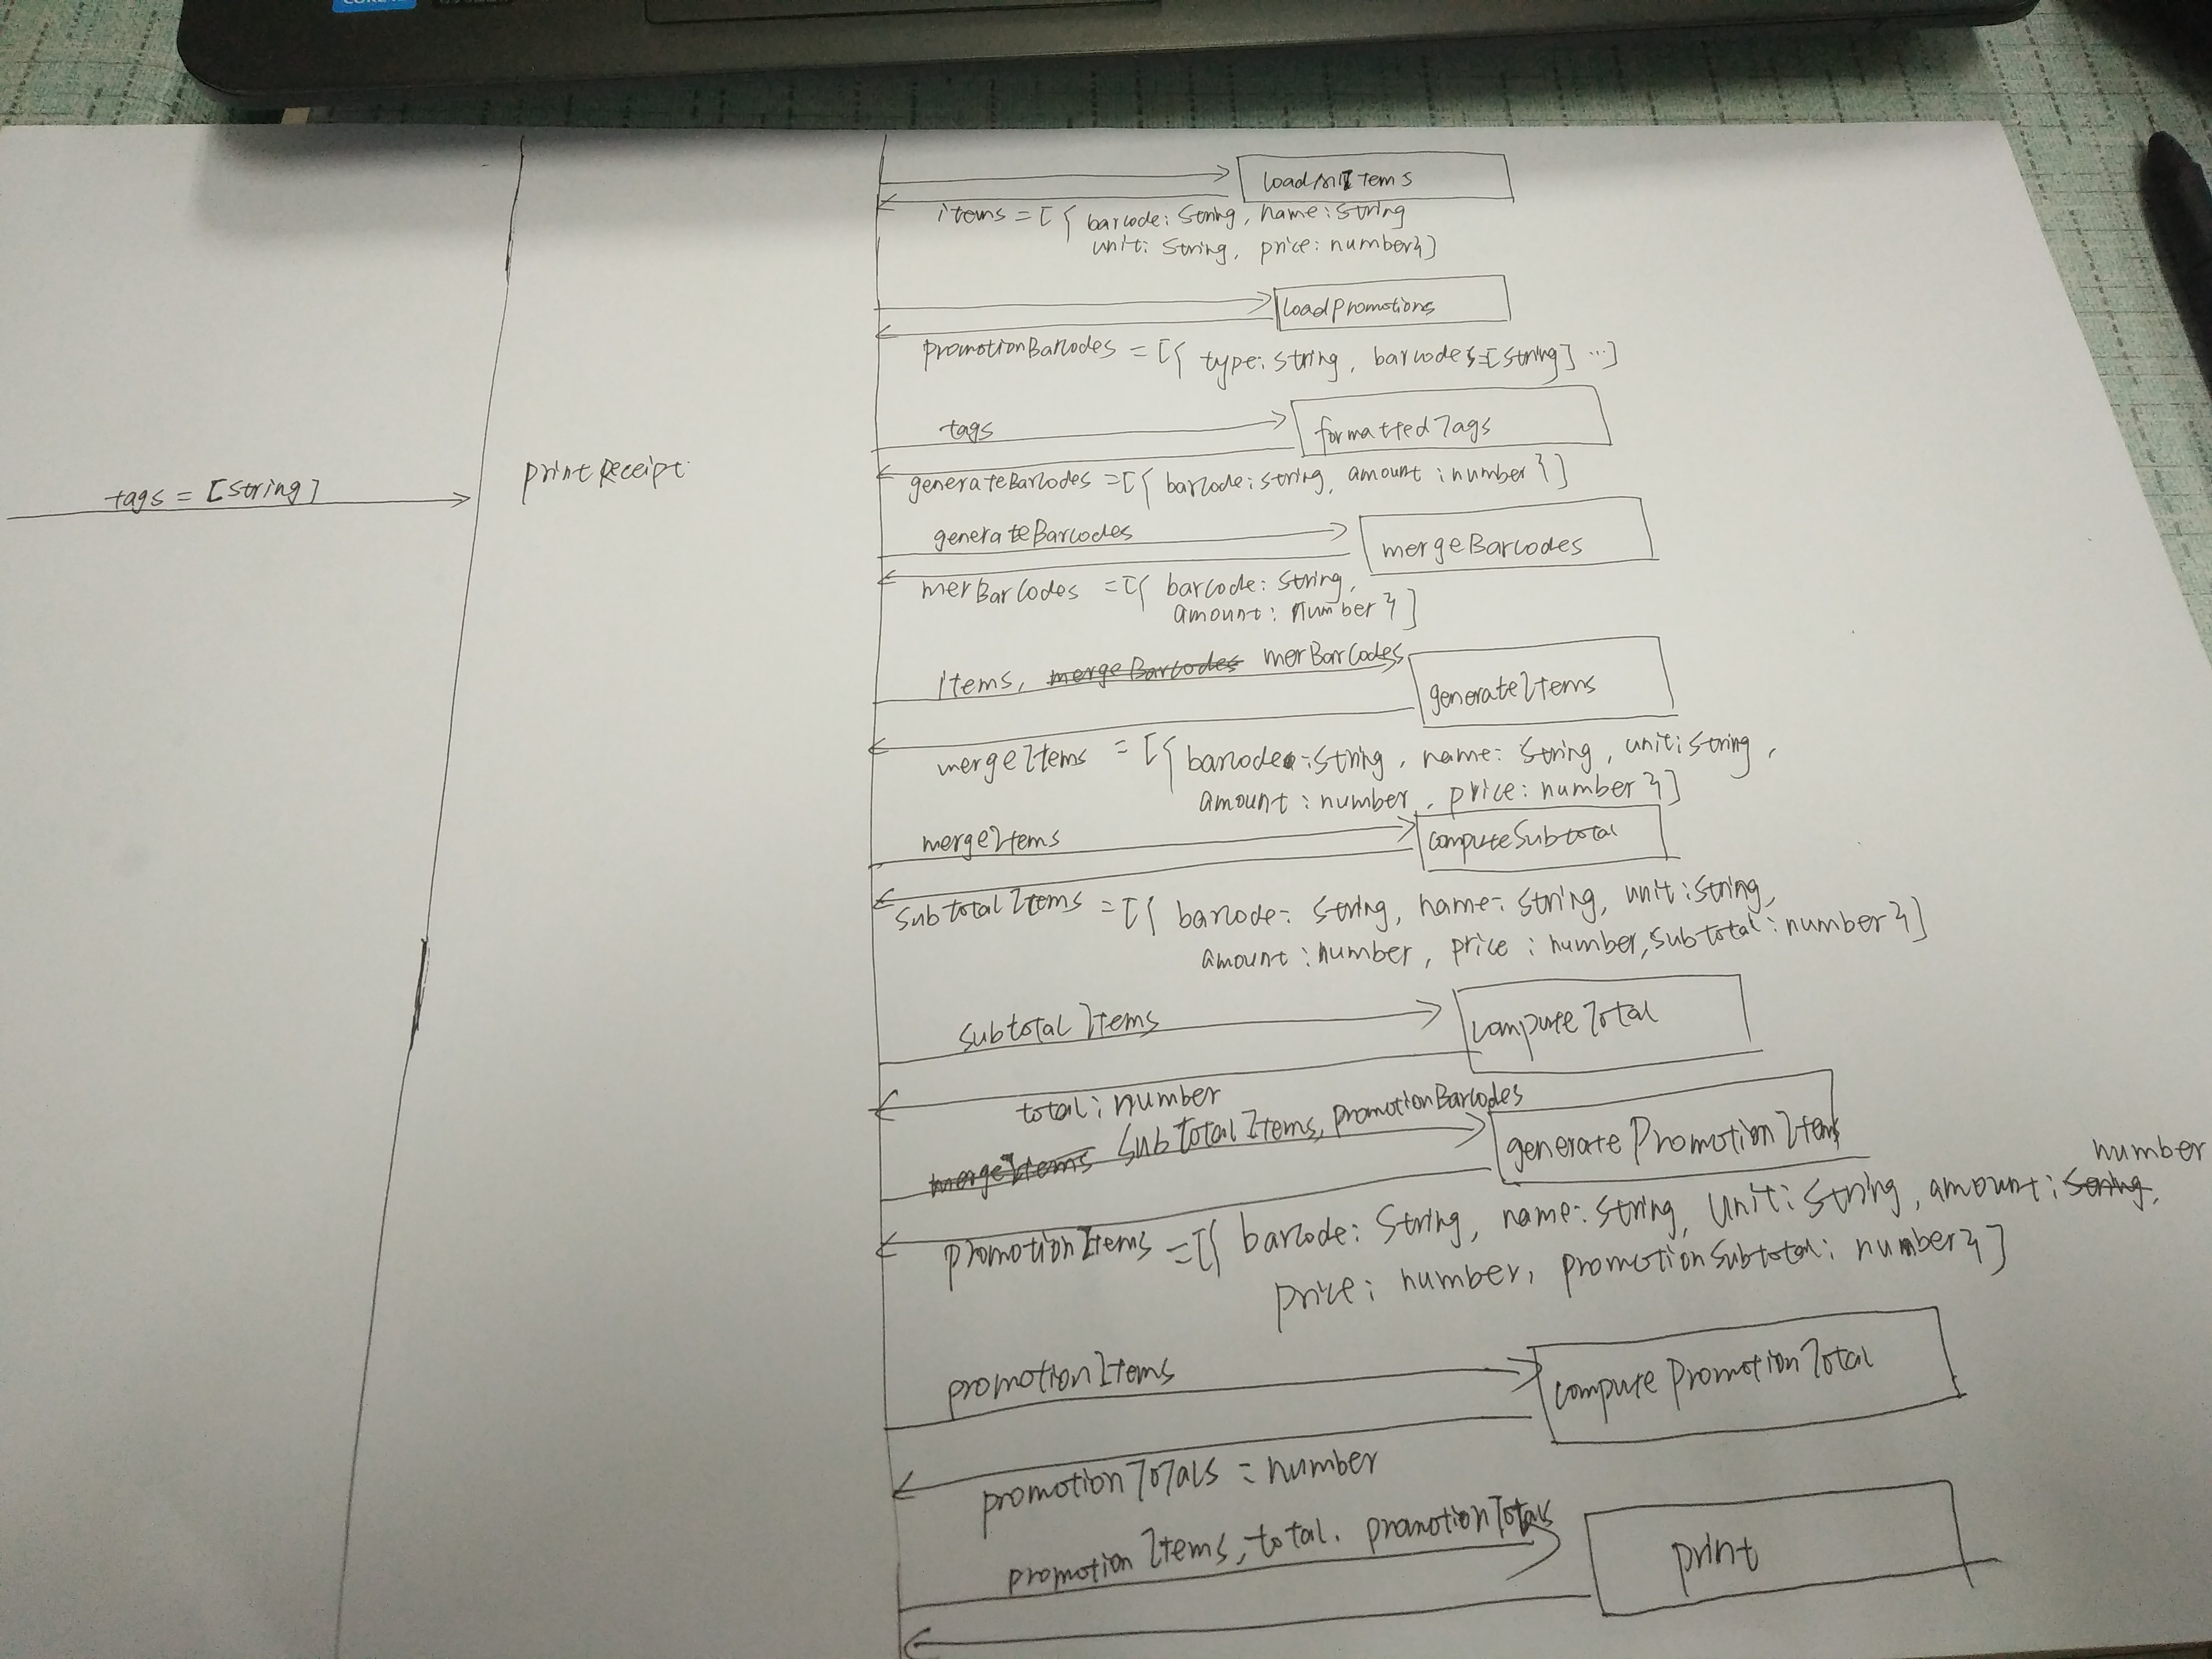 loadAllItems
items = [{ barcode: String, name: String
unit: String, price: number}]
loadPromotions
promotionBarcodes = [{ type: String, barcodes=[String] ...]
tags
formattedTags
tags = [String]
printReceipt
generateBarcodes = [{ barcode: string, amount : number }]
generateBarcodes
mergeBarcodes
merBarCodes = [{ barcode: String,
amount: number }]
items, mergeBarcodes merBarCodes
generateItems
mergeItems = [{ barcode: String, name: String, unit: String,
amount : number, price: number }]
mergeItems
computeSubtotal
subtotalItems = [{ barcode: String, name: String, unit: String,
amount : number, price : number, subtotal : number }]
subtotalItems
computeTotal
total: number
mergeItems subTotalItems, promotionBarcodes
generatePromotionItems
number
promotionItems = [{ barcode: String, name: String, unit: String, amount: String,
price: number, promotionSubtotal: number}]
promotionItems
computePromotionTotal
promotionTotals = number
promotionItems, total. promotionTotals
print